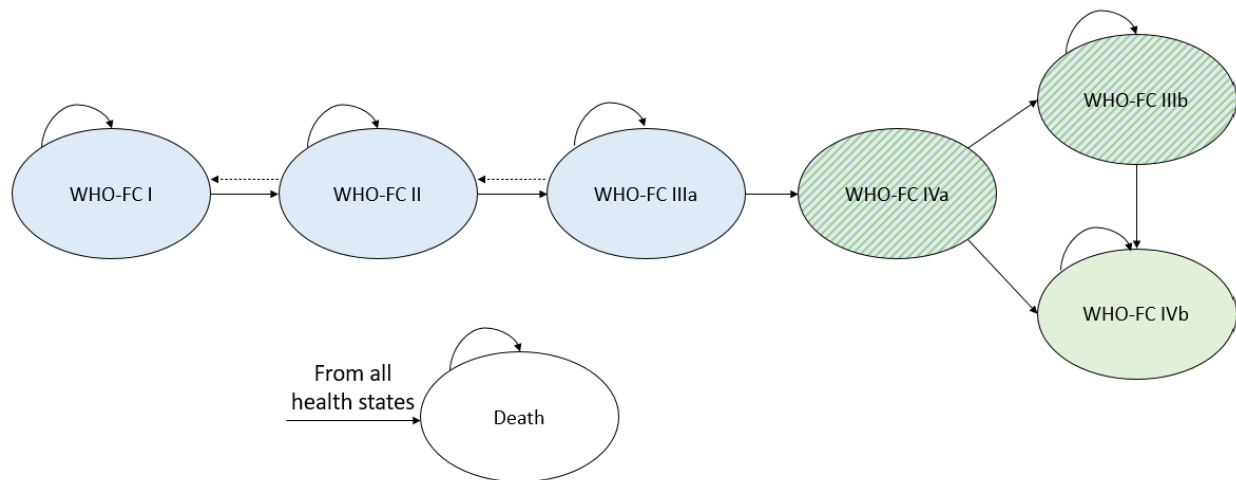 WHO-FC I
WHO-FC II
WHO-FC IIIa
WHO-FC IVa
WHO-FC IIIb
WHO-FC IVb
From all
health states
Death